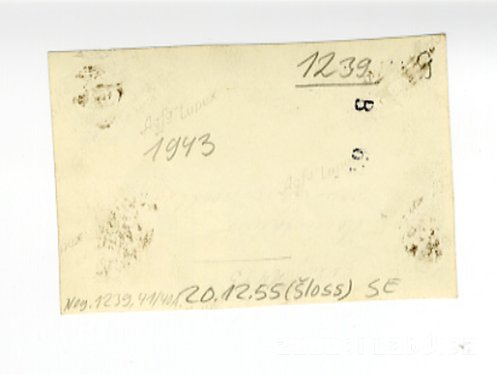 1239
B
Agfa Lupex
1943
Agfa Lupex
Neg. 1239, 41/40, 20.12.55 (Šloss) SE